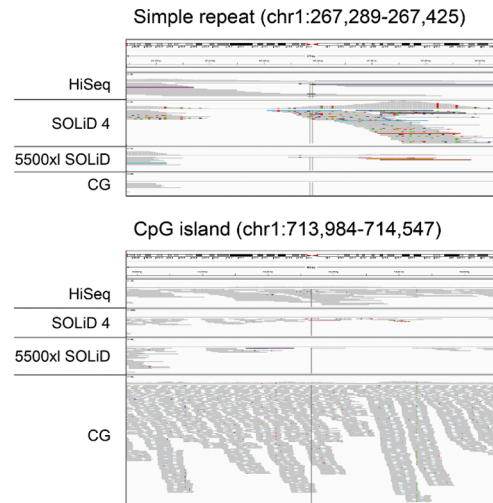 Simple repeat (chr1:267,289-267,425)
HiSeq
SOLiD 4
5500xl SOLiD
CG
CpG island (chr1:713,984-714,547)
HiSeq
SOLiD 4
5500xl SOLiD
CG